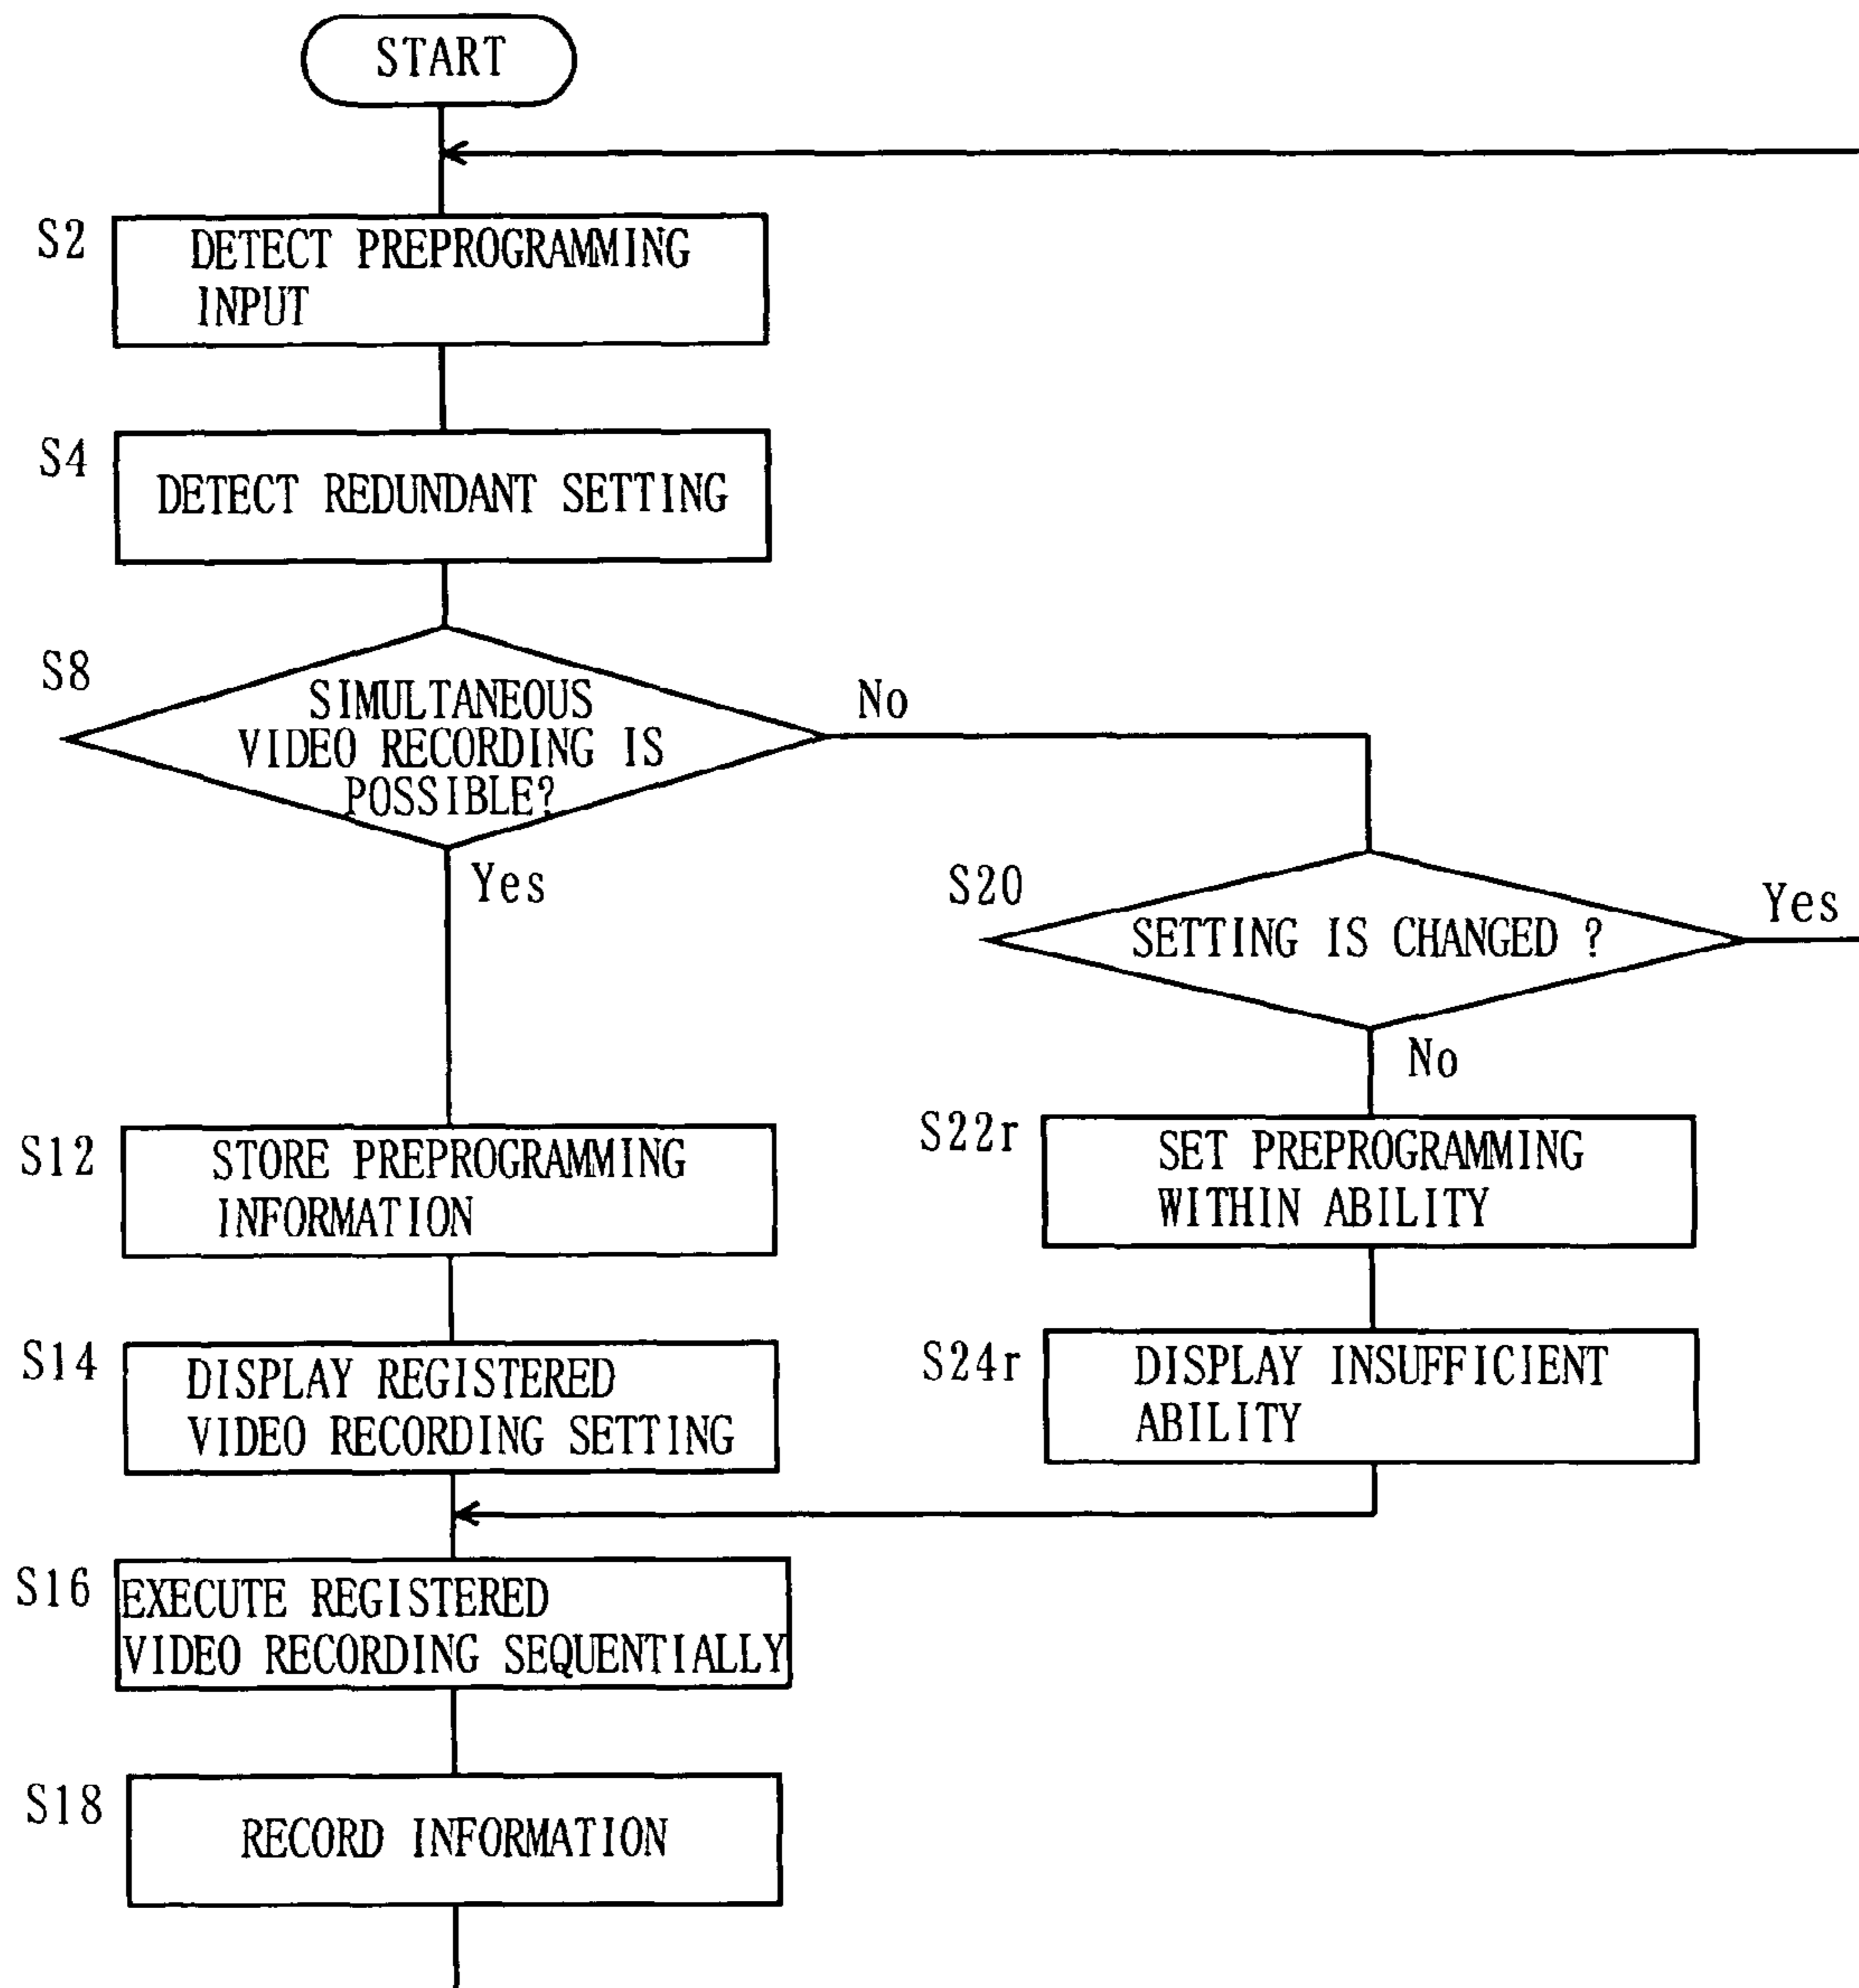 START
S2
DETECT PREPROGRAMMING
INPUT
S4
DETECT REDUNDANT SETTING
S8
SIMULTANEOUS
VIDEO RECORDING IS
POSSIBLE?
No
Yes
S20
SETTING IS CHANGED ?
Yes
No
S12
STORE PREPROGRAMMING
INFORMATION
S22r
SET PREPROGRAMMING
WITHIN ABILITY
S14
DISPLAY REGISTERED
VIDEO RECORDING SETTING
S24r
DISPLAY INSUFFICIENT
ABILITY
S16
EXECUTE REGISTERED
VIDEO RECORDING SEQUENTIALLY
S18
RECORD INFORMATION